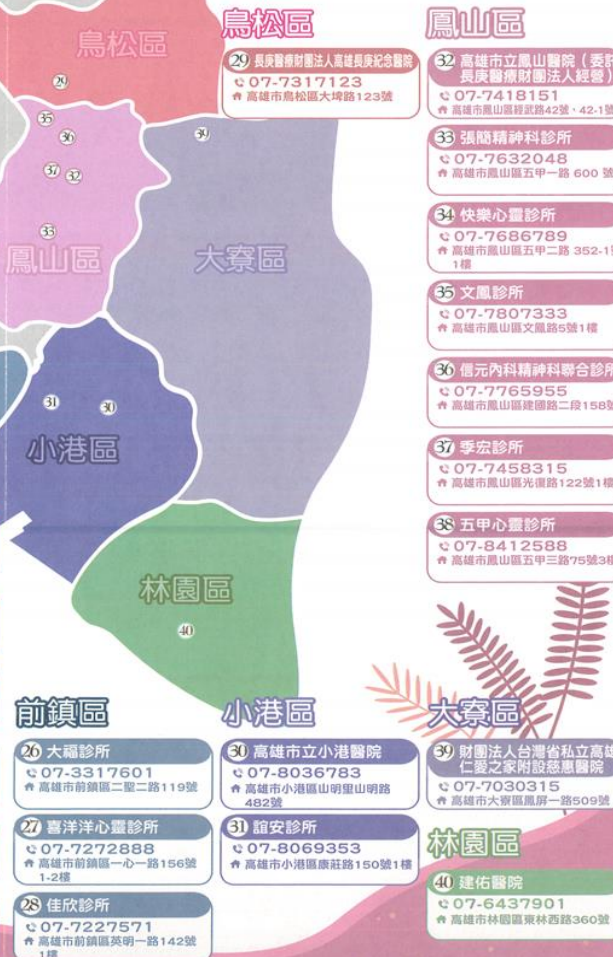 鳥松區
29
35
36
37
32
33
鳳山區
39
大寮區
31
30
小港區
林園區
40
鳥松區
29 長庚醫療財團法人高雄長庚紀念醫院
07-7317123
高雄市鳥松區大埤路123號
鳳山區
32 高雄市立鳳山醫院（委託
長庚醫療財團法人經營）
07-7418151
高雄市鳳山區經武路42號、42-1號
33 張簡精神科診所
07-7632048
高雄市鳳山區五甲一路 600 號
34 快樂心靈診所
07-7686789
高雄市鳳山區五甲二路 352-1號
1樓
35 文鳳診所
07-7807333
高雄市鳳山區文鳳路5號1樓
36 信元內科精神科聯合診所
07-7765955
高雄市鳳山區建國路二段158號
37 季宏診所
07-7458315
高雄市鳳山區光復路122號1樓
38 五甲心靈診所
07-8412588
高雄市鳳山區五甲三路75號3樓
前鎮區
26 大福診所
07-3317601
高雄市前鎮區二聖二路119號
27 喜洋洋心靈診所
07-7272888
高雄市前鎮區一心一路156號
1-2樓
28 佳欣診所
07-7227571
高雄市前鎮區英明一路142號
1樓
小港區
30 高雄市立小港醫院
07-8036783
高雄市小港區山明里山明路
482號
31 誼安診所
07-8069353
高雄市小港區康莊路150號1樓
大寮區
39 財團法人台灣省私立高雄
仁愛之家附設慈惠醫院
07-7030315
高雄市大寮區鳳屏一路509號
林園區
40 建佑醫院
07-6437901
高雄市林園區東林西路360號